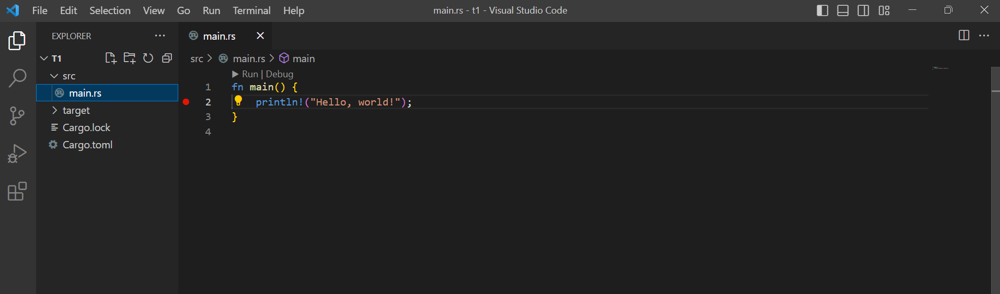 File Edit Selection View Go Run Terminal Help main.rs - t1 - Visual Studio Code
EXPLORER
T1
src
main.rs
target
Cargo.lock
Cargo.toml
main.rs
src > main.rs > main
Run | Debug
1 fn main() {
2 println!("Hello, world!");
3 }
4